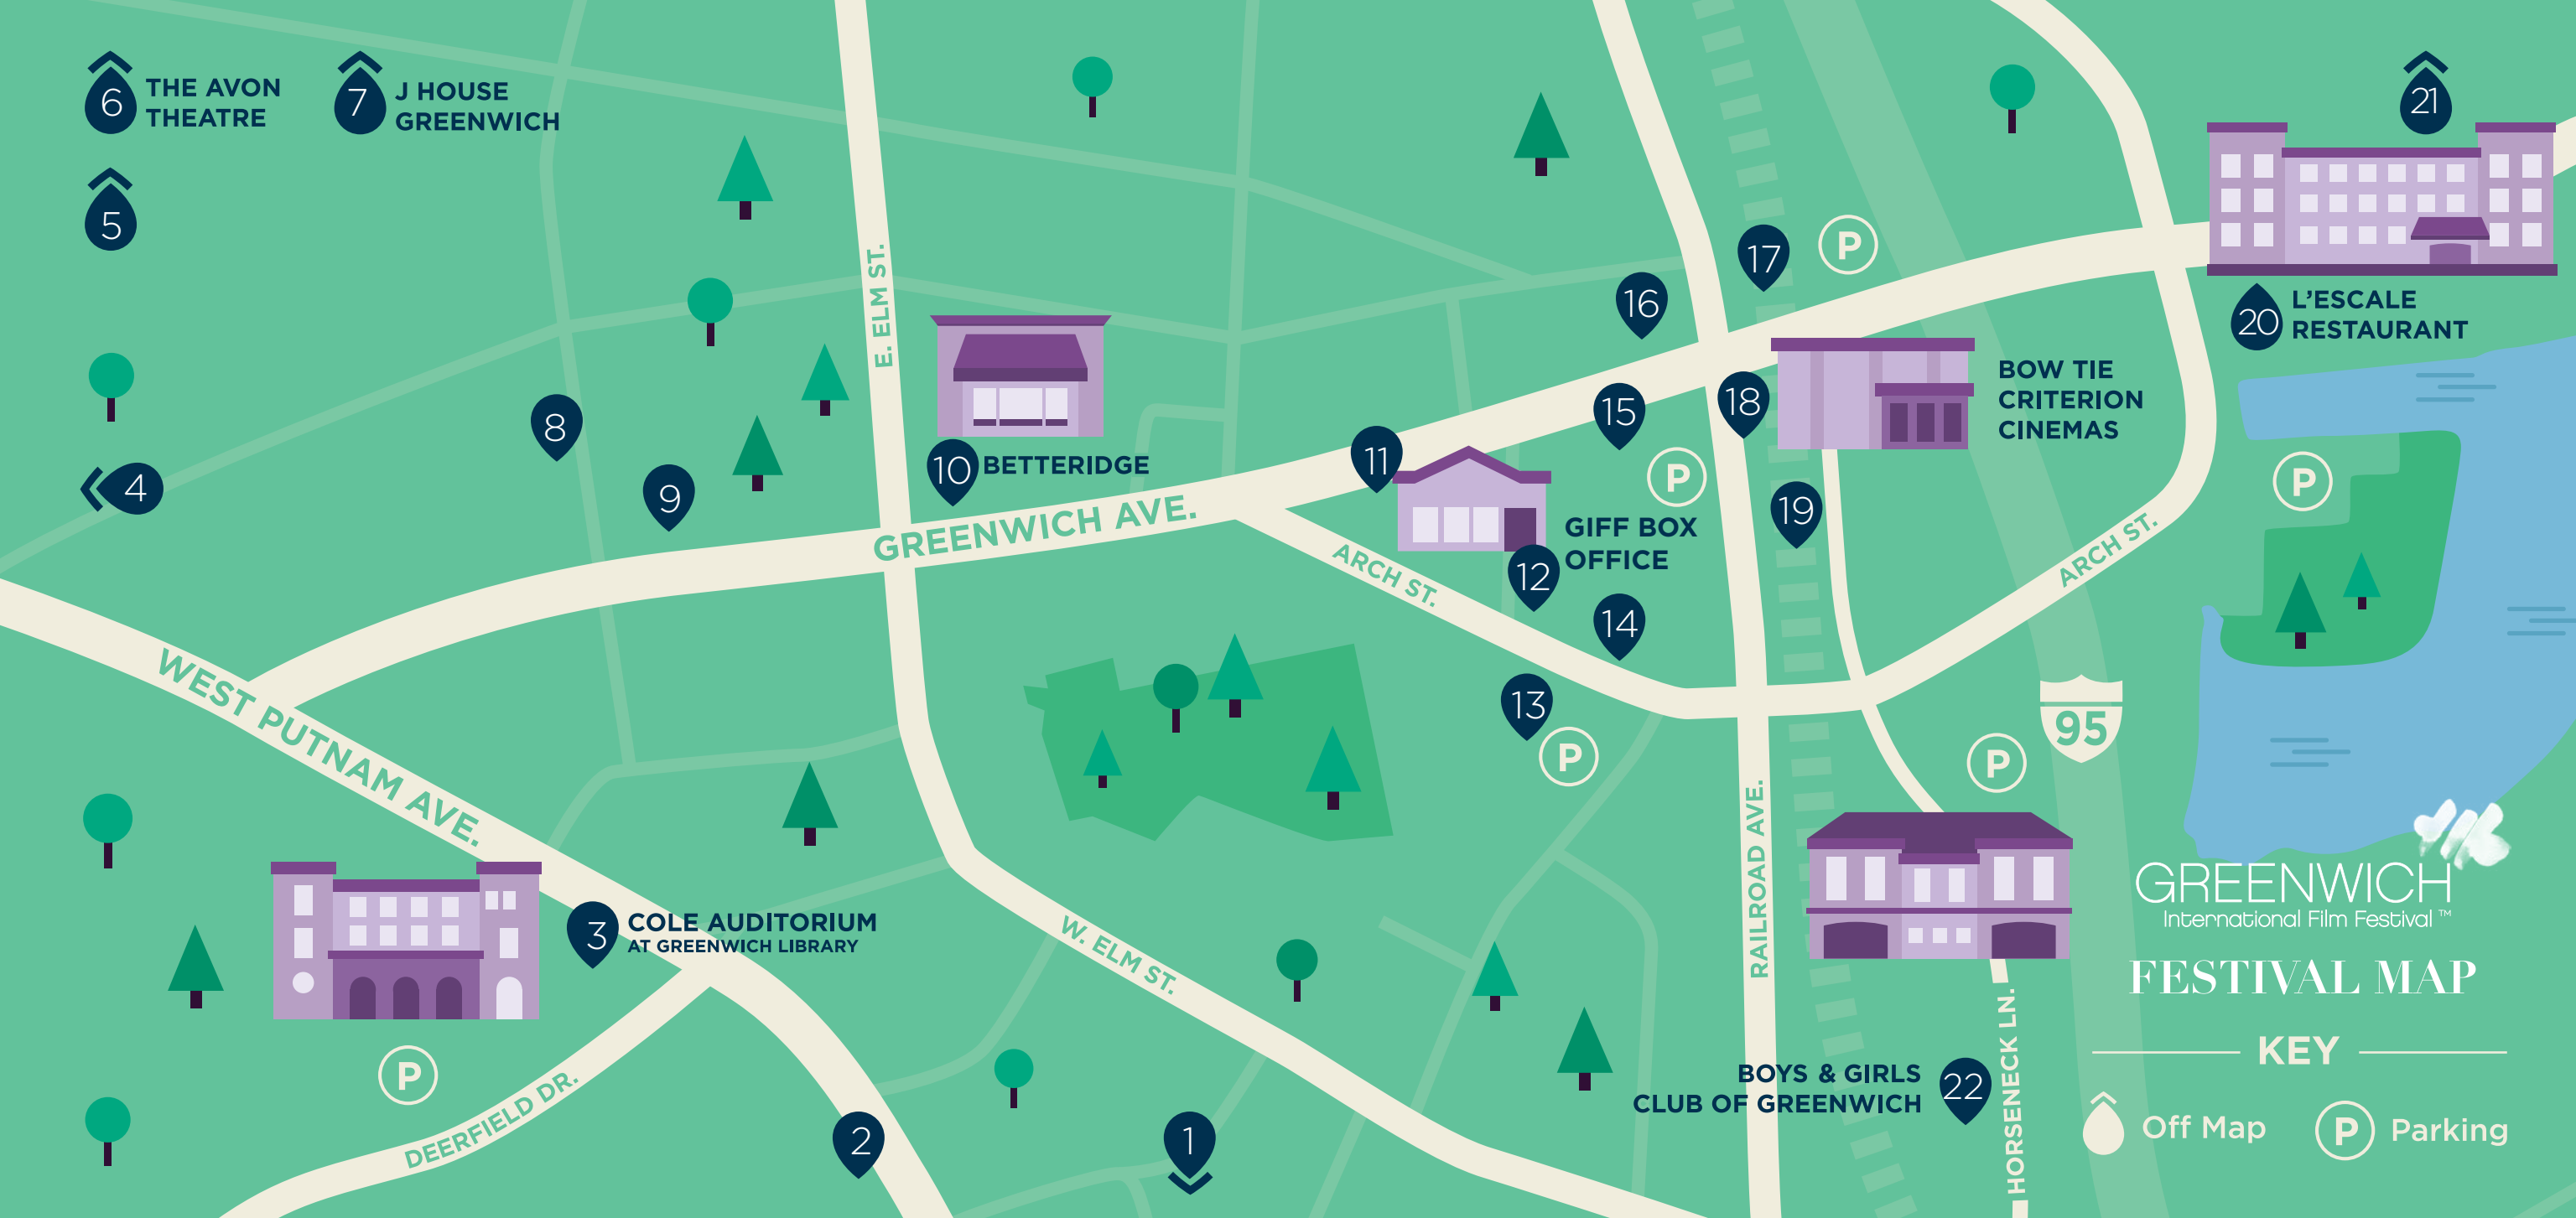 6
THE AVON
THEATRE
7
J HOUSE
GREENWICH
21
5
17
P
E. ELM ST.
16
20
L'ESCALE
RESTAURANT
BOW TIE
CRITERION
CINEMAS
18
15
8
11
10
BETTERIDGE
4
9
P
P
GREENWICH AVE.
19
GIFF BOX
OFFICE
ARCH ST.
ARCH ST.
12
14
WEST PUTNAM AVE.
13
P
95
P
RAILROAD AVE.
GREENWICH
International Film Festival™
3
COLE AUDITORIUM
AT GREENWICH LIBRARY
W. ELM ST.
FESTIVAL MAP
KEY
P
DEERFIELD DR.
BOYS & GIRLS
CLUB OF GREENWICH
22
HORSENECK LN.
2
1
Off Map
P
Parking